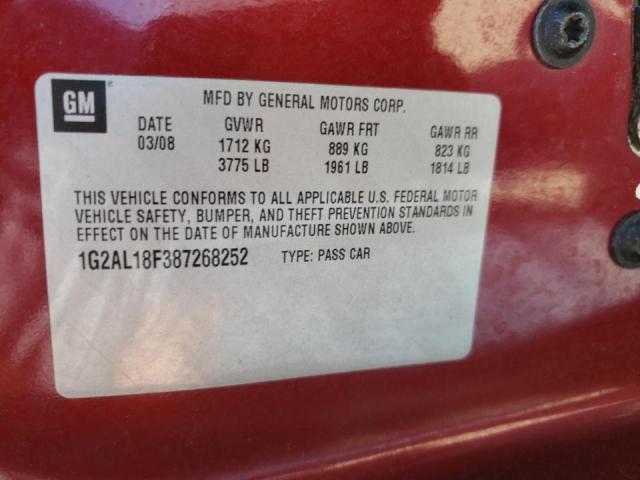 GM
MFD BY GENERAL MOTORS CORP.
DATE GVWR GAWR FRT GAWR RR
03/08 1712 KG 889 KG 823 KG
3775 LB 1961 LB 1814 LB
THIS VEHICLE CONFORMS TO ALL APPLICABLE U.S. FEDERAL MOTOR
VEHICLE SAFETY, BUMPER, AND THEFT PREVENTION STANDARDS IN
EFFECT ON THE DATE OF MANUFACTURE SHOWN ABOVE.
1G2AL18F387268252 TYPE: PASS CAR